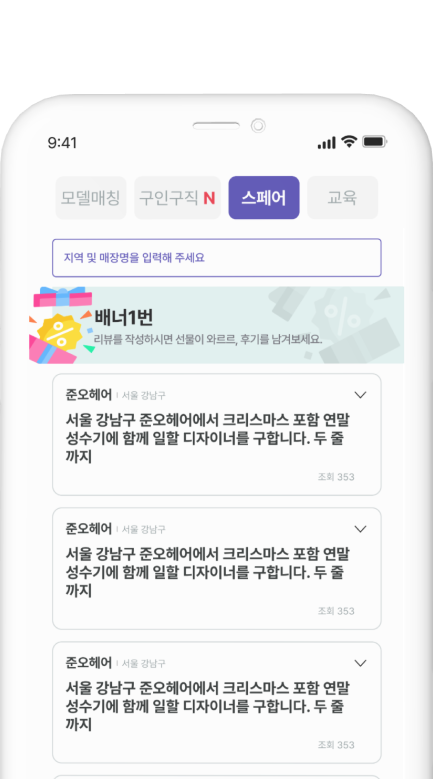 9:41
모델매칭 구인구직 N 스페어 교육
지역 및 매장명을 입력해 주세요
배너1번
리뷰를 작성하시면 선물이 와르르, 후기를 남겨보세요.
준오헤어 | 서울 강남구
서울 강남구 준오헤어에서 크리스마스 포함 연말
성수기에 함께 일할 디자이너를 구합니다. 두 줄
까지
조회 353
준오헤어 | 서울 강남구
서울 강남구 준오헤어에서 크리스마스 포함 연말
성수기에 함께 일할 디자이너를 구합니다. 두 줄
까지
조회 353
준오헤어 | 서울 강남구
서울 강남구 준오헤어에서 크리스마스 포함 연말
성수기에 함께 일할 디자이너를 구합니다. 두 줄
까지
조회 353